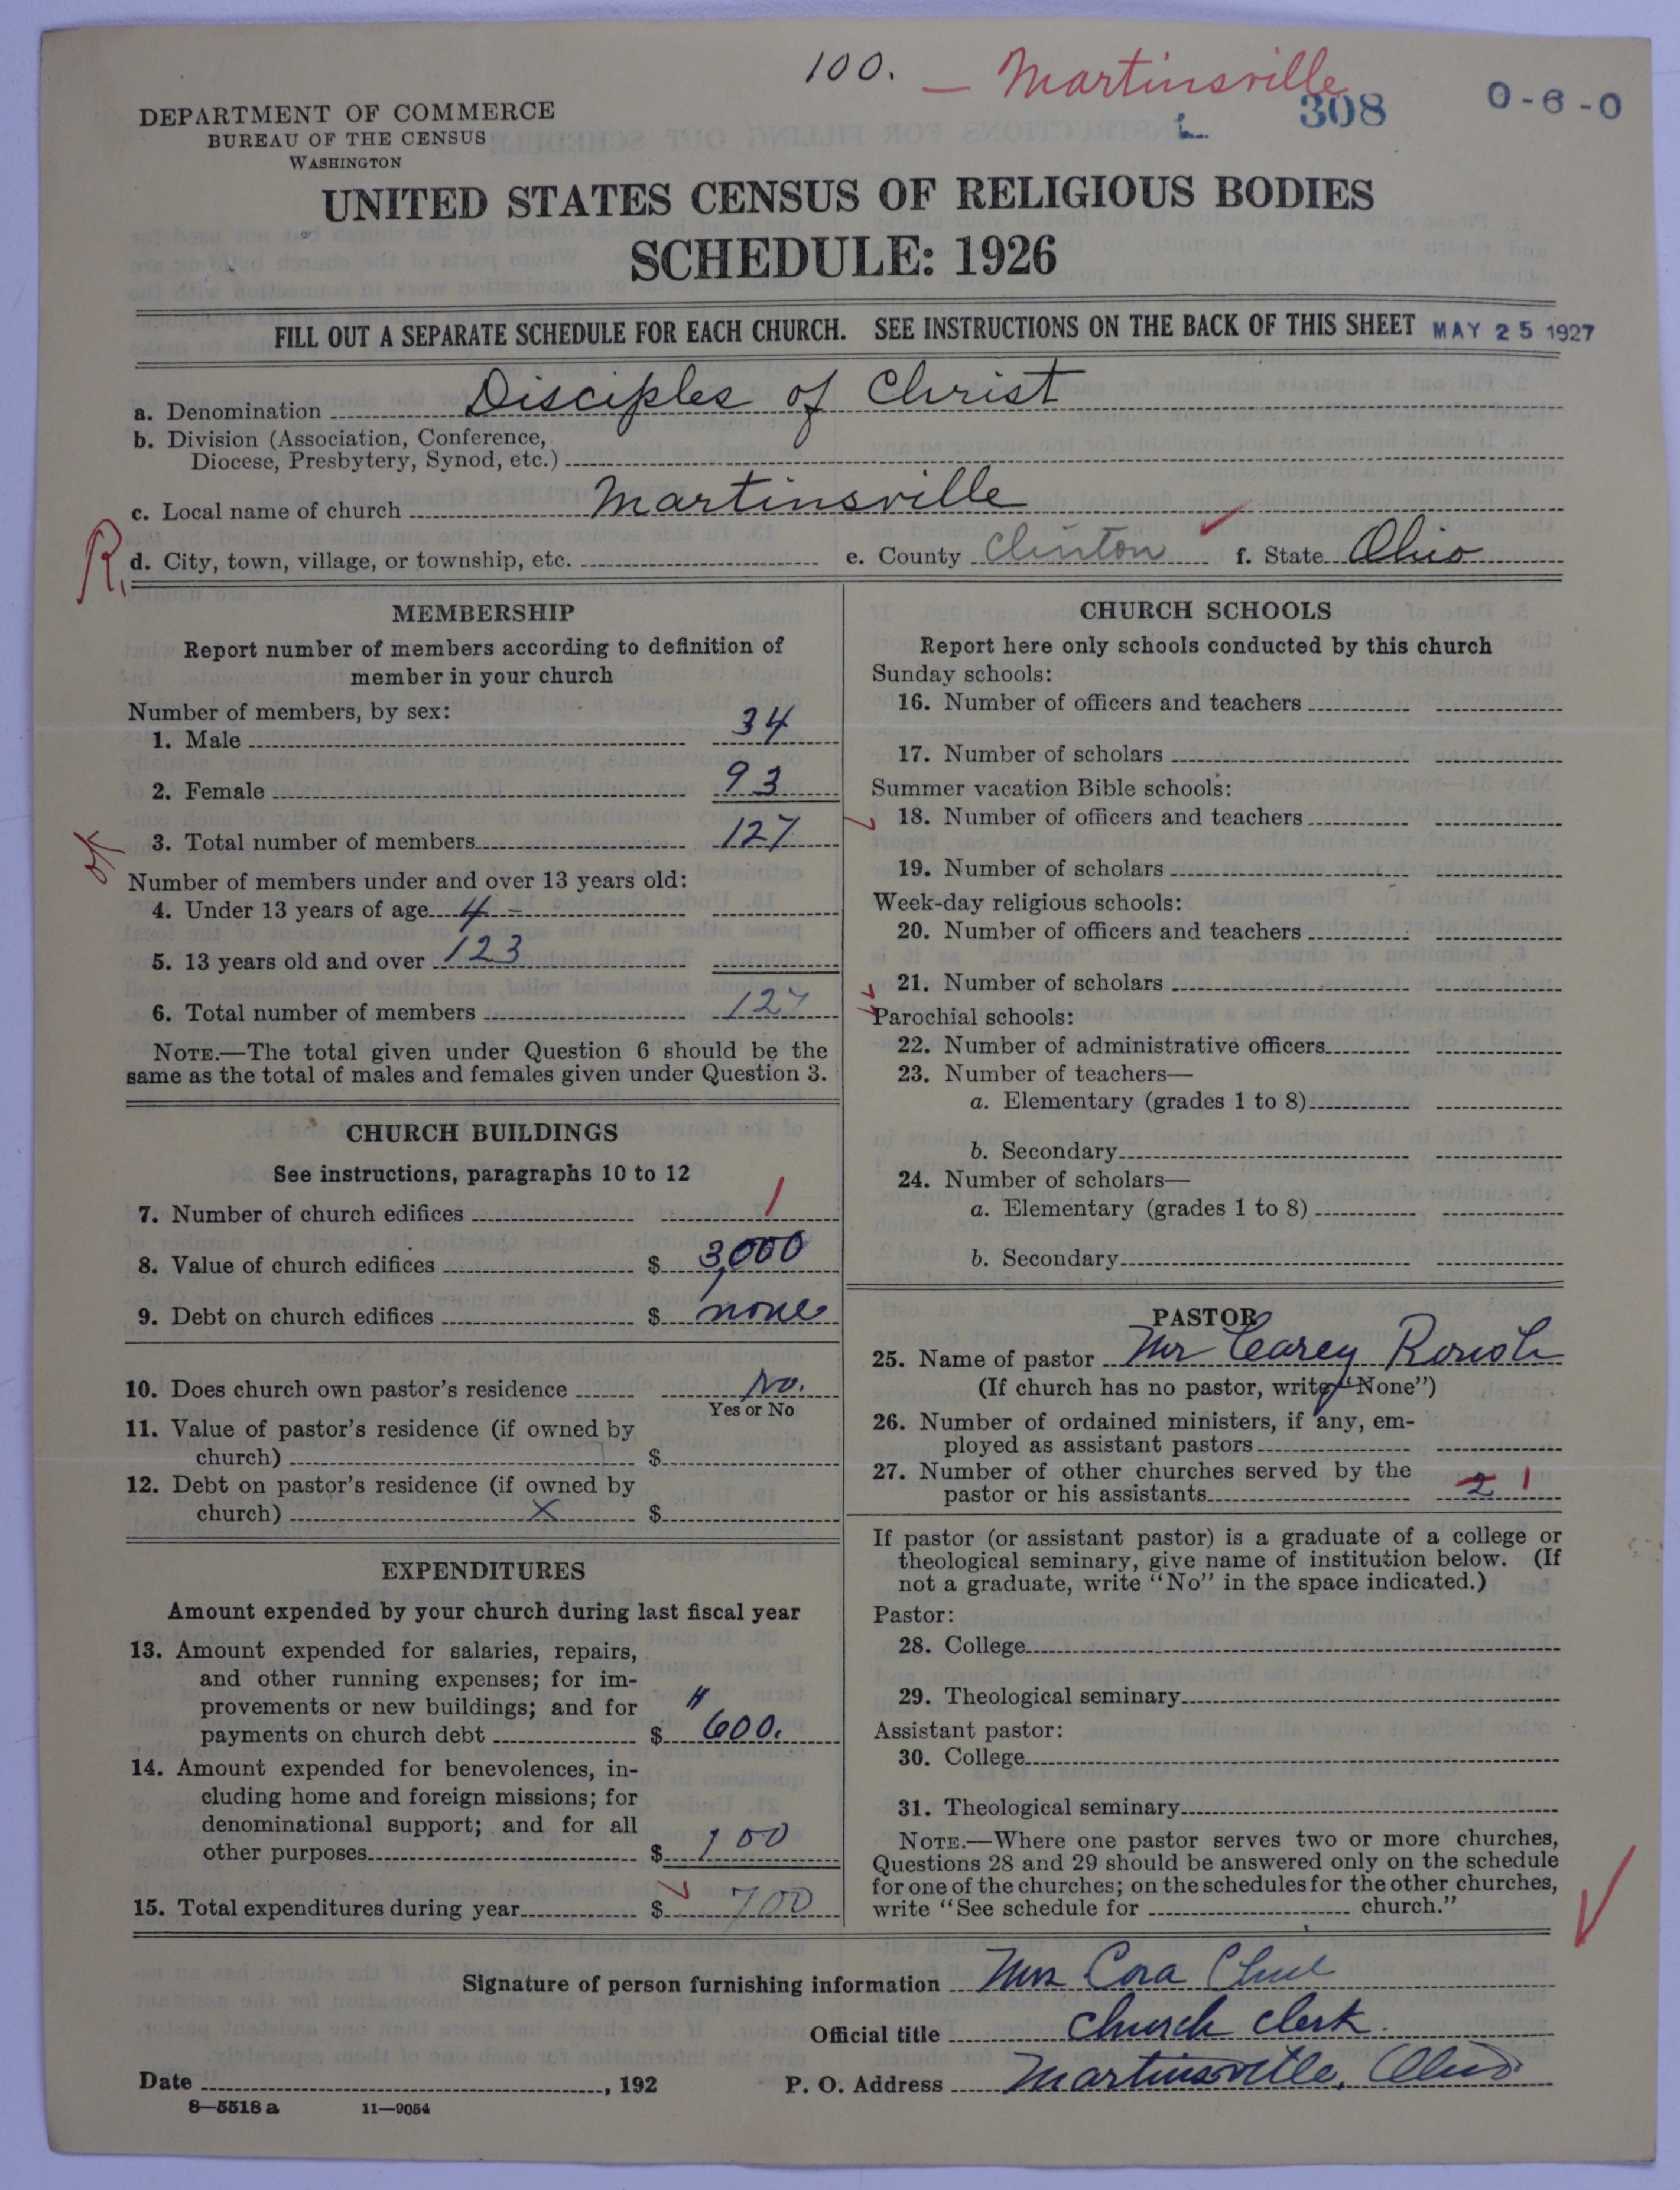 100. — Martinsville
308
0-6-0
DEPARTMENT OF COMMERCE
BUREAU OF THE CENSUS
WASHINGTON
UNITED STATES CENSUS OF RELIGIOUS BODIES
SCHEDULE: 1926
FILL OUT A SEPARATE SCHEDULE FOR EACH CHURCH. SEE INSTRUCTIONS ON THE BACK OF THIS SHEET MAY 25 1927
a. Denomination Disciples of Christ
b. Division (Association, Conference,
Diocese, Presbytery, Synod, etc.)
c. Local name of church Martinsville
R. d. City, town, village, or township, etc. e. County Clinton f. State Ohio
MEMBERSHIP
Report number of members according to definition of
member in your church
Number of members, by sex:
1. Male 34
2. Female 93
3. Total number of members 127
ok
Number of members under and over 13 years old:
4. Under 13 years of age 4 -
5. 13 years old and over 123
6. Total number of members 127
NOTE.—The total given under Question 6 should be the
same as the total of males and females given under Question 3.
CHURCH BUILDINGS
See instructions, paragraphs 10 to 12
7. Number of church edifices 1
8. Value of church edifices $ 3,000
9. Debt on church edifices $ none
10. Does church own pastor's residence No.
Yes or No
11. Value of pastor's residence (if owned by
church) $
12. Debt on pastor's residence (if owned by
church) X $
EXPENDITURES
Amount expended by your church during last fiscal year
13. Amount expended for salaries, repairs,
and other running expenses; for im-
provements or new buildings; and for
payments on church debt $ 600.
14. Amount expended for benevolences, in-
cluding home and foreign missions; for
denominational support; and for all
other purposes $ 100
15. Total expenditures during year $ 700
CHURCH SCHOOLS
Report here only schools conducted by this church
Sunday schools:
16. Number of officers and teachers
17. Number of scholars
Summer vacation Bible schools:
18. Number of officers and teachers
19. Number of scholars
Week-day religious schools:
20. Number of officers and teachers
21. Number of scholars
Parochial schools:
22. Number of administrative officers
23. Number of teachers—
a. Elementary (grades 1 to 8)
b. Secondary
24. Number of scholars—
a. Elementary (grades 1 to 8)
b. Secondary
PASTOR
25. Name of pastor Mr Carey
(If church has no pastor, write "None")
26. Number of ordained ministers, if any, em-
ployed as assistant pastors
27. Number of other churches served by the
pastor or his assistants 2 1
If pastor (or assistant pastor) is a graduate of a college or
theological seminary, give name of institution below. (If
not a graduate, write "No" in the space indicated.)
Pastor:
28. College
29. Theological seminary
Assistant pastor:
30. College
31. Theological seminary
NOTE.—Where one pastor serves two or more churches,
Questions 28 and 29 should be answered only on the schedule
for one of the churches; on the schedules for the other churches,
write "See schedule for church."
Signature of person furnishing information Mrs Cora
Official title Church Clerk.
Date , 192 P. O. Address Martinsville, Ohio
8—5518 a 11—9054